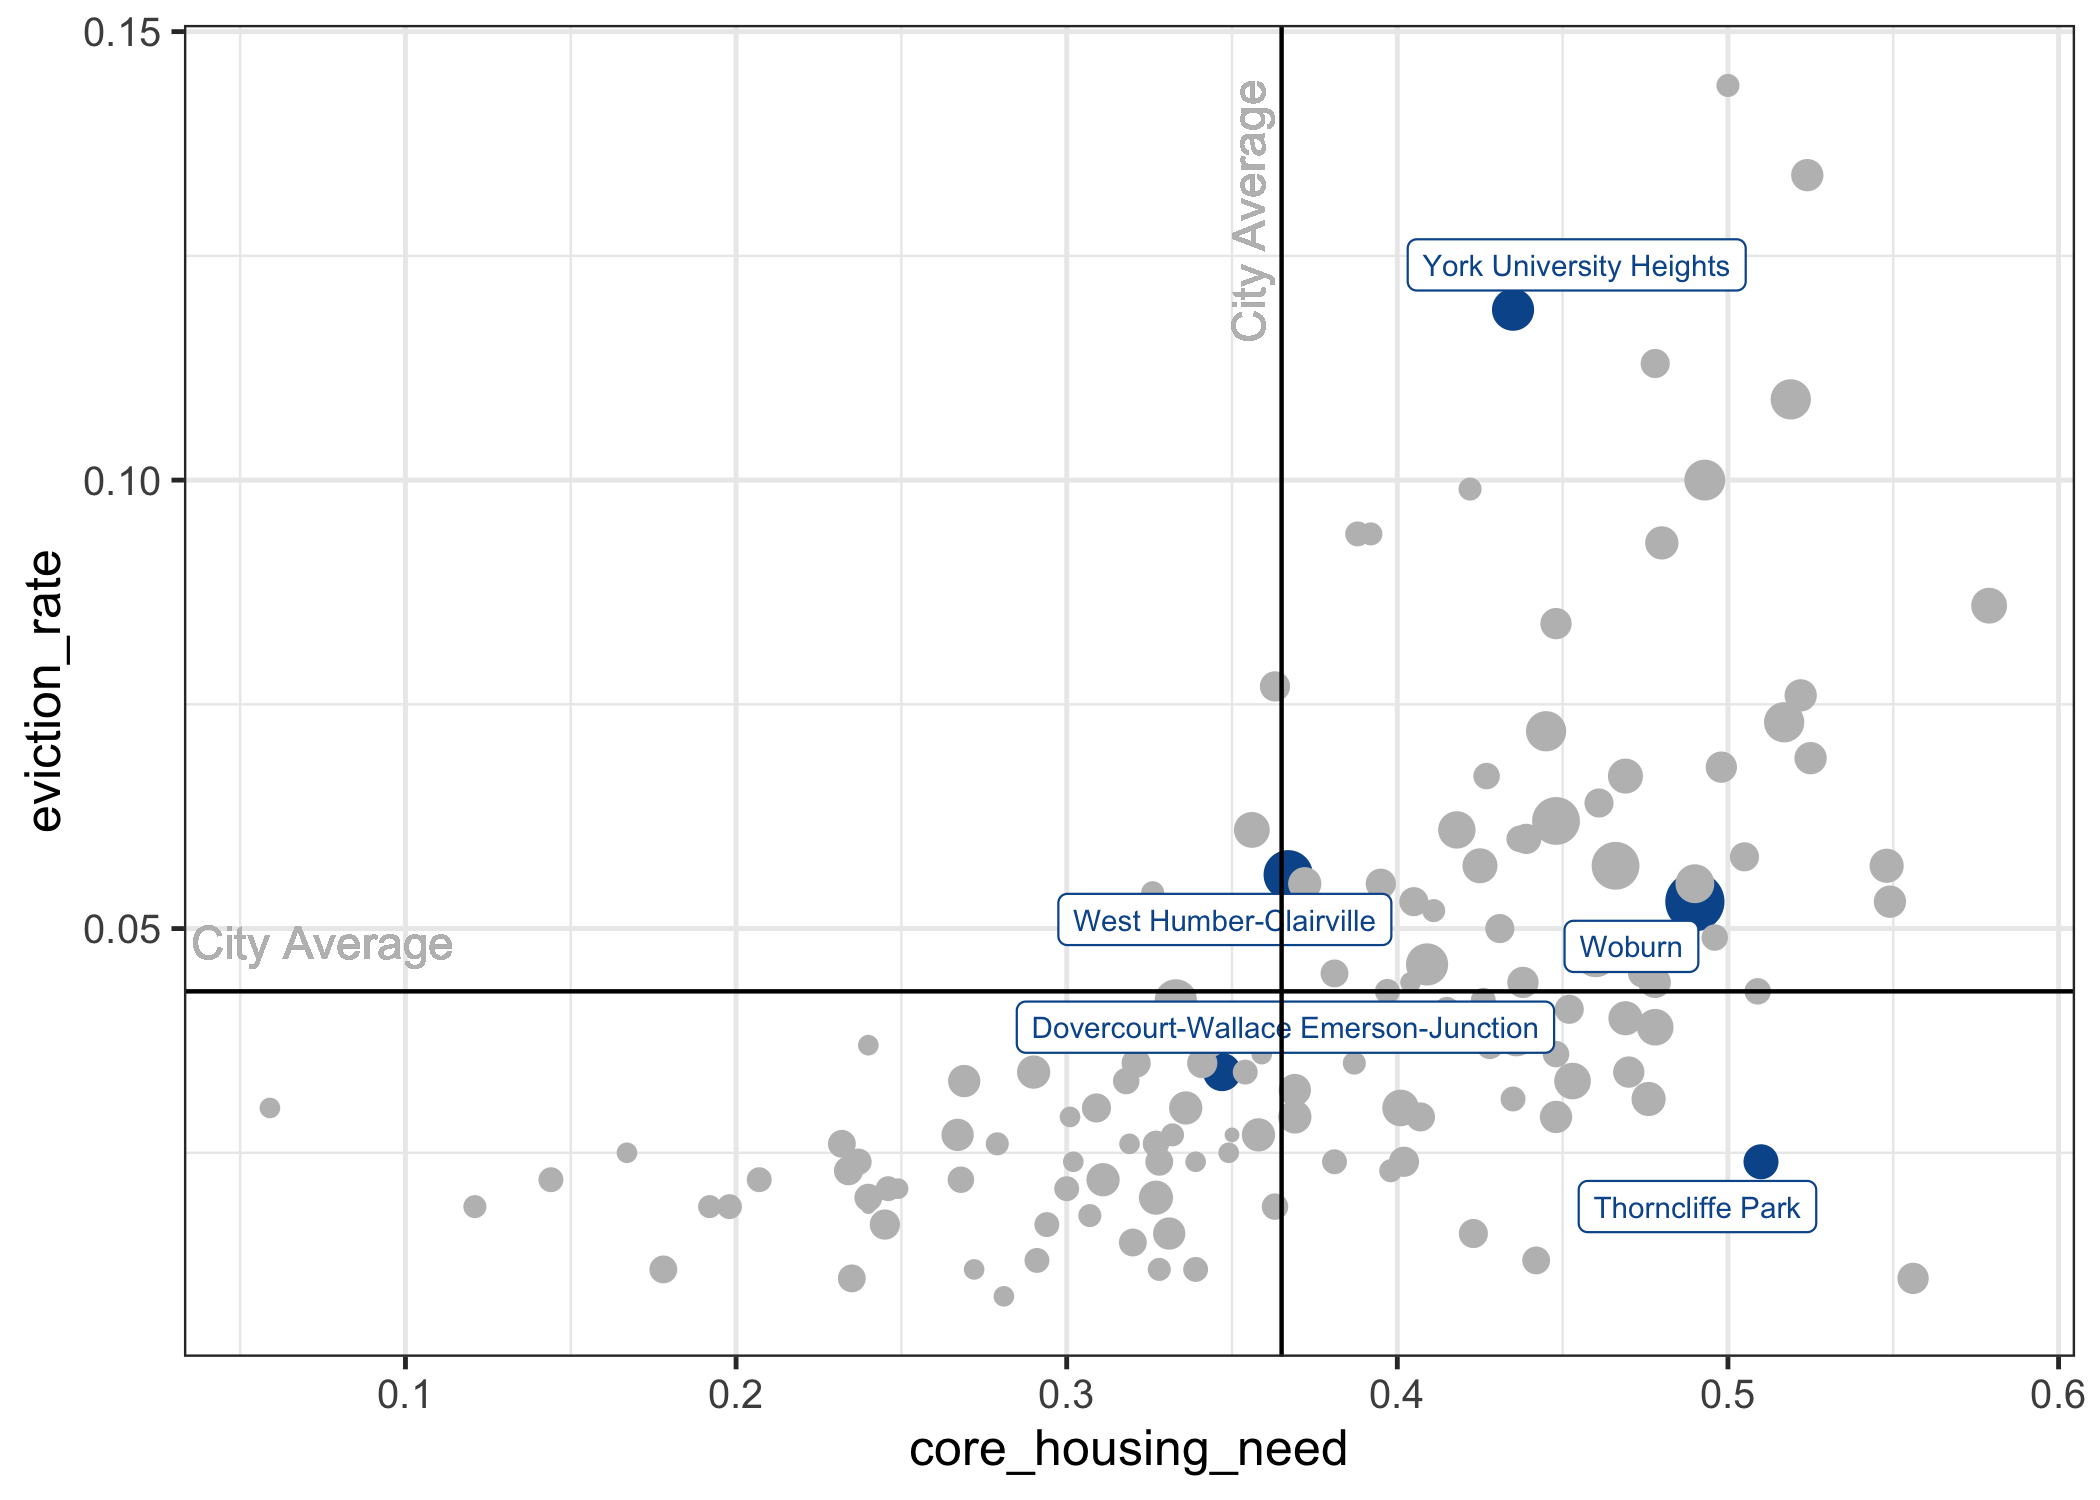 0.15
City Average
York University Heights
0.10
eviction_rate
West Humber-Clairville
0.05
City Average
Woburn
Dovercourt-Wallace Emerson-Junction
Thorncliffe Park
0.1
0.2
0.3
0.4
0.5
0.6
core_housing_need